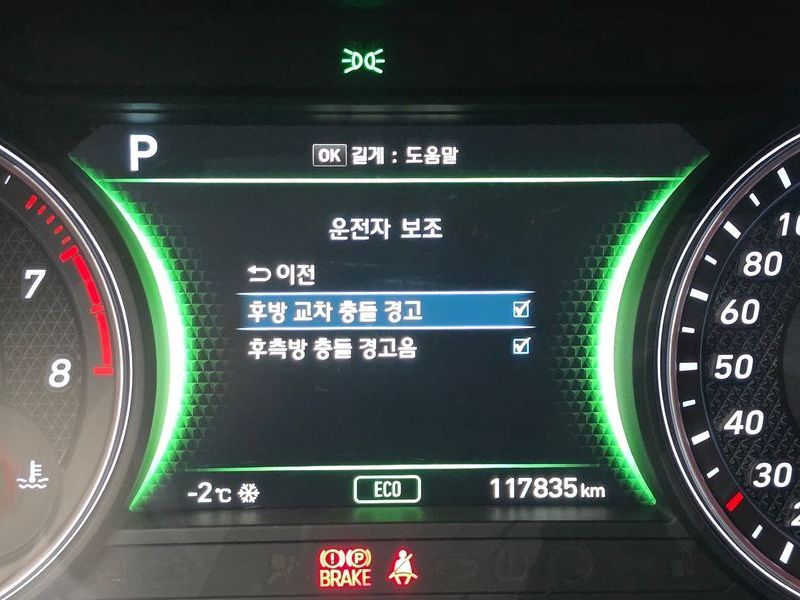 P
OK 길게 : 도움말
운전자 보조
이전
후방 교차 충돌 경고
후측방 충돌 경고음
-2℃
ECO
117835 km
7
8
80
60
50
40
30
P
BRAKE